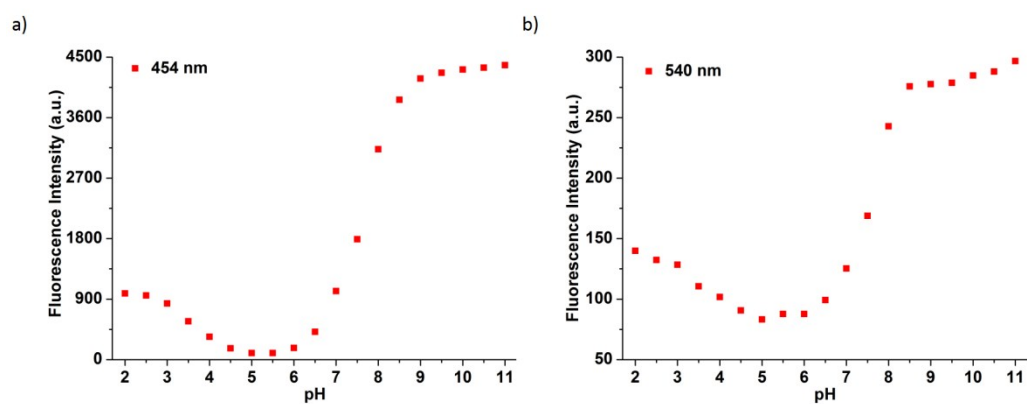 a)
454 nm
4500
3600
2700
1800
900
0
Fluorescence Intensity (a.u.)
2 3 4 5 6 7 8 9 10 11
pH
b)
540 nm
300
250
200
150
100
50
Fluorescence Intensity (a.u.)
2 3 4 5 6 7 8 9 10 11
pH